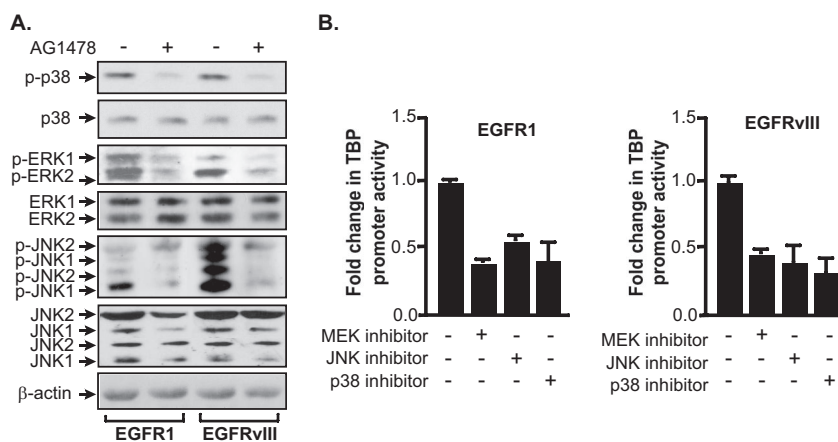 A.
AG1478 - + - +
p-p38
p38
p-ERK1
p-ERK2
ERK1
ERK2
p-JNK2
p-JNK1
p-JNK2
p-JNK1
JNK2
JNK1
JNK2
JNK1
β-actin
EGFR1 EGFRvIII
B.
Fold change in TBP
promoter activity
1.5
1.0
0.5
0.0
EGFR1
MEK inhibitor - + - -
JNK inhibitor - - + -
p38 inhibitor - - - +
Fold change in TBP
promoter activity
1.5
1.0
0.5
0.0
EGFRvIII
MEK inhibitor - + - -
JNK inhibitor - - + -
p38 inhibitor - - - +